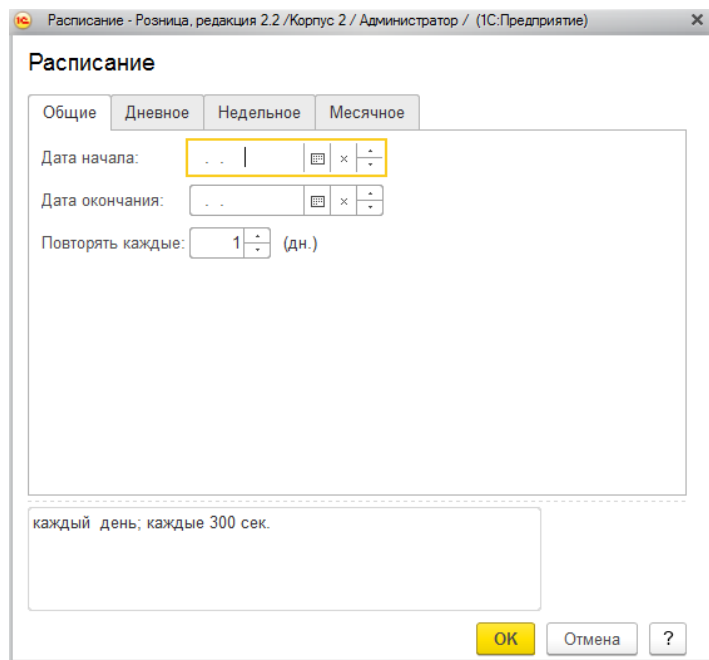 1С Расписание - Розница, редакция 2.2 /Корпус 2 / Администратор / (1С:Предприятие)
Расписание
Общие Дневное Недельное Месячное
Дата начала: . .
Дата окончания: . .
Повторять каждые: 1 (дн.)
каждый день; каждые 300 сек.
OK Отмена ?